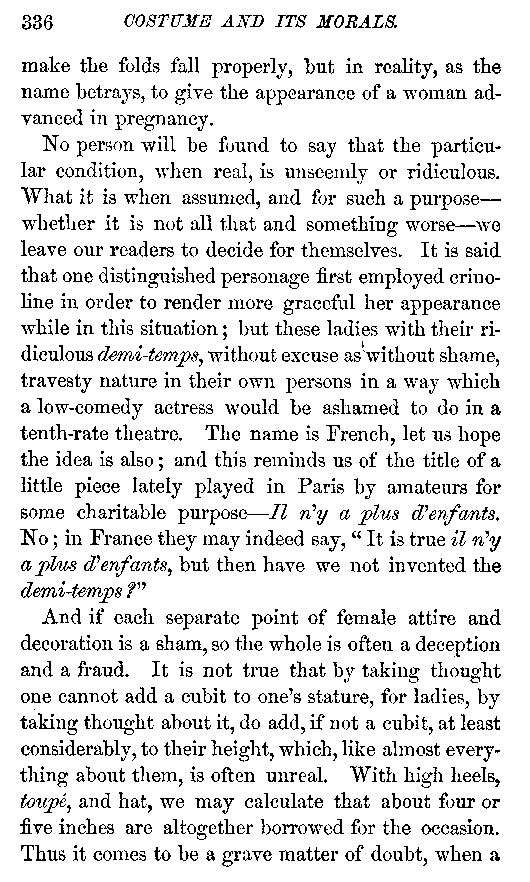 336 COSTUME AND ITS MORALS.
make the folds fall properly, but in reality, as the
name betrays, to give the appearance of a woman ad-
vanced in pregnancy.
No person will be found to say that the particu-
lar condition, when real, is unseemly or ridiculous.
What it is when assumed, and for such a purpose—
whether it is not all that and something worse—we
leave our readers to decide for themselves. It is said
that one distinguished personage first employed crino-
line in order to render more graceful her appearance
while in this situation; but these ladies with their ri-
diculous demi-temps, without excuse as without shame,
travesty nature in their own persons in a way which
a low-comedy actress would be ashamed to do in a
tenth-rate theatre. The name is French, let us hope
the idea is also; and this reminds us of the title of a
little piece lately played in Paris by amateurs for
some charitable purpose—Il n'y a plus d'enfants.
No; in France they may indeed say, “It is true il n'y
a plus d'enfants, but then have we not invented the
demi-temps?”
And if each separate point of female attire and
decoration is a sham, so the whole is often a deception
and a fraud. It is not true that by taking thought
one cannot add a cubit to one's stature, for ladies, by
taking thought about it, do add, if not a cubit, at least
considerably, to their height, which, like almost every-
thing about them, is often unreal. With high heels,
toupé, and hat, we may calculate that about four or
five inches are altogether borrowed for the occasion.
Thus it comes to be a grave matter of doubt, when a